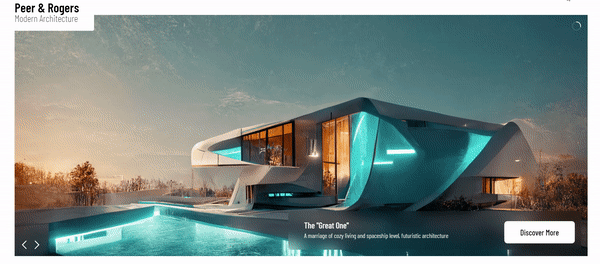 Peer & Rogers
Modern Architecture
The "Great One"
A marriage of cozy living and spaceship level, futuristic architecture
Discover More